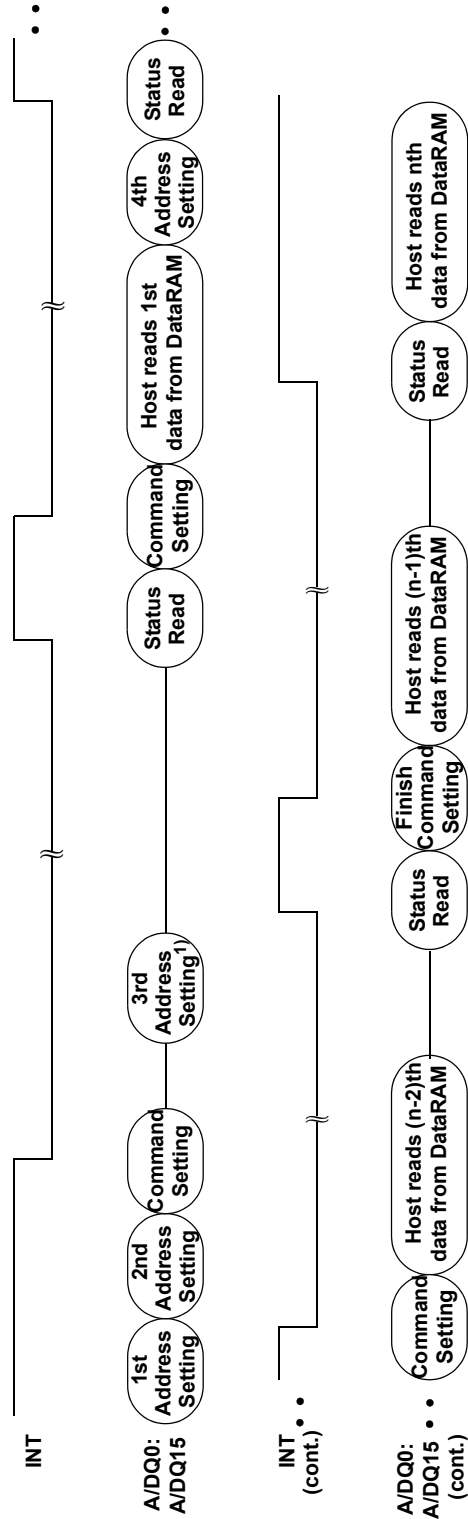 INT
A/DQ0:
A/DQ15
1st
Address
Setting
2nd
Address
Setting
Command
Setting
3rd
Address
Setting1)
Status
Read
Command
Setting
Host reads 1st
data from DataRAM
4th
Address
Setting
Status
Read
INT
(cont.)
A/DQ0:
A/DQ15
(cont.)
Command
Setting
Host reads (n-2)th
data from DataRAM
Status
Read
Finish
Command
Setting
Host reads (n-1)th
data from DataRAM
Status
Read
Host reads nth
data from DataRAM